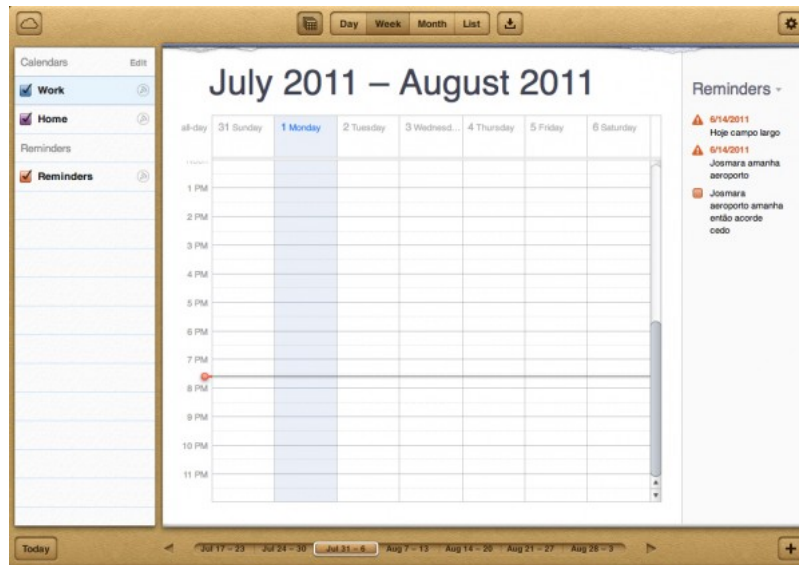 Day Week Month List
Calendars Edit
Work
Home
Reminders
Reminders
July 2011 – August 2011
all-day 31 Sunday 1 Monday 2 Tuesday 3 Wednesd... 4 Thursday 5 Friday 6 Saturday
1 PM
2 PM
3 PM
4 PM
5 PM
6 PM
7 PM
8 PM
9 PM
10 PM
11 PM
Reminders
6/14/2011
Hoje campo largo
6/14/2011
Josmara amanha
aeroporto
Josmara
aeroporto amanha
então acorde
cedo
Today
Jul 17 – 23 Jul 24 – 30 Jul 31 – 6 Aug 7 – 13 Aug 14 – 20 Aug 21 – 27 Aug 28 – 3